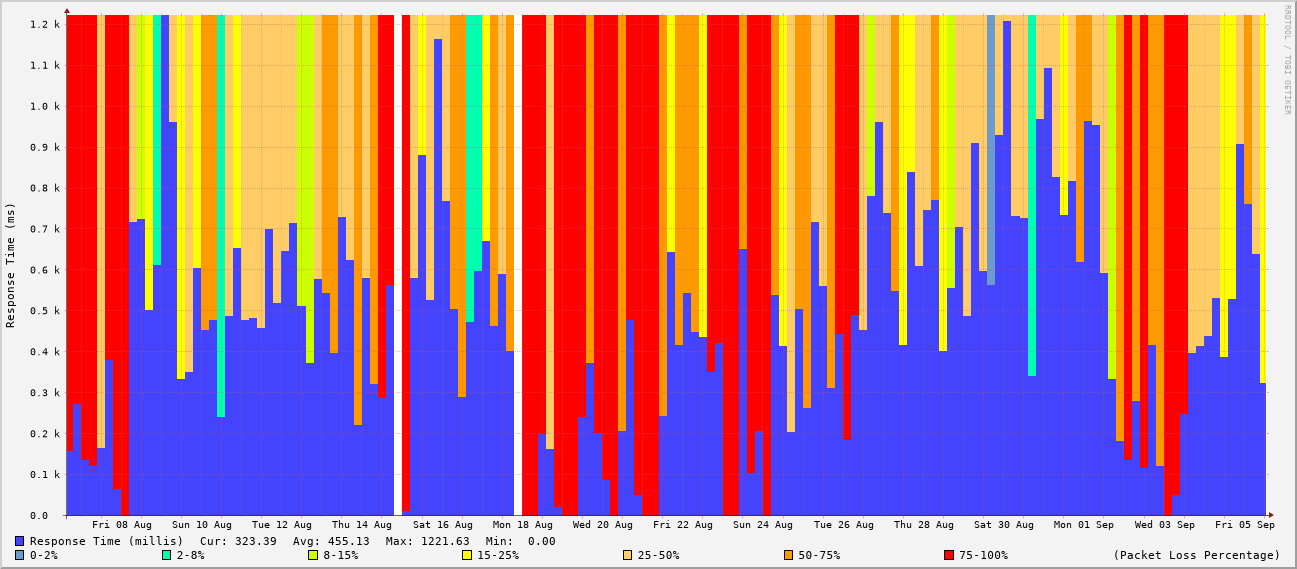 RRDTOOL / TOBI OETIKER
Response Time (ms)
1.2 k
1.1 k
1.0 k
0.9 k
0.8 k
0.7 k
0.6 k
0.5 k
0.4 k
0.3 k
0.2 k
0.1 k
0.0
Fri 08 Aug Sun 10 Aug Tue 12 Aug Thu 14 Aug Sat 16 Aug Mon 18 Aug Wed 20 Aug Fri 22 Aug Sun 24 Aug Tue 26 Aug Thu 28 Aug Sat 30 Aug Mon 01 Sep Wed 03 Sep Fri 05 Sep
Response Time (millis) Cur: 323.39 Avg: 455.13 Max: 1221.63 Min: 0.00
0-2% 2-8% 8-15% 15-25% 25-50% 50-75% 75-100% (Packet Loss Percentage)